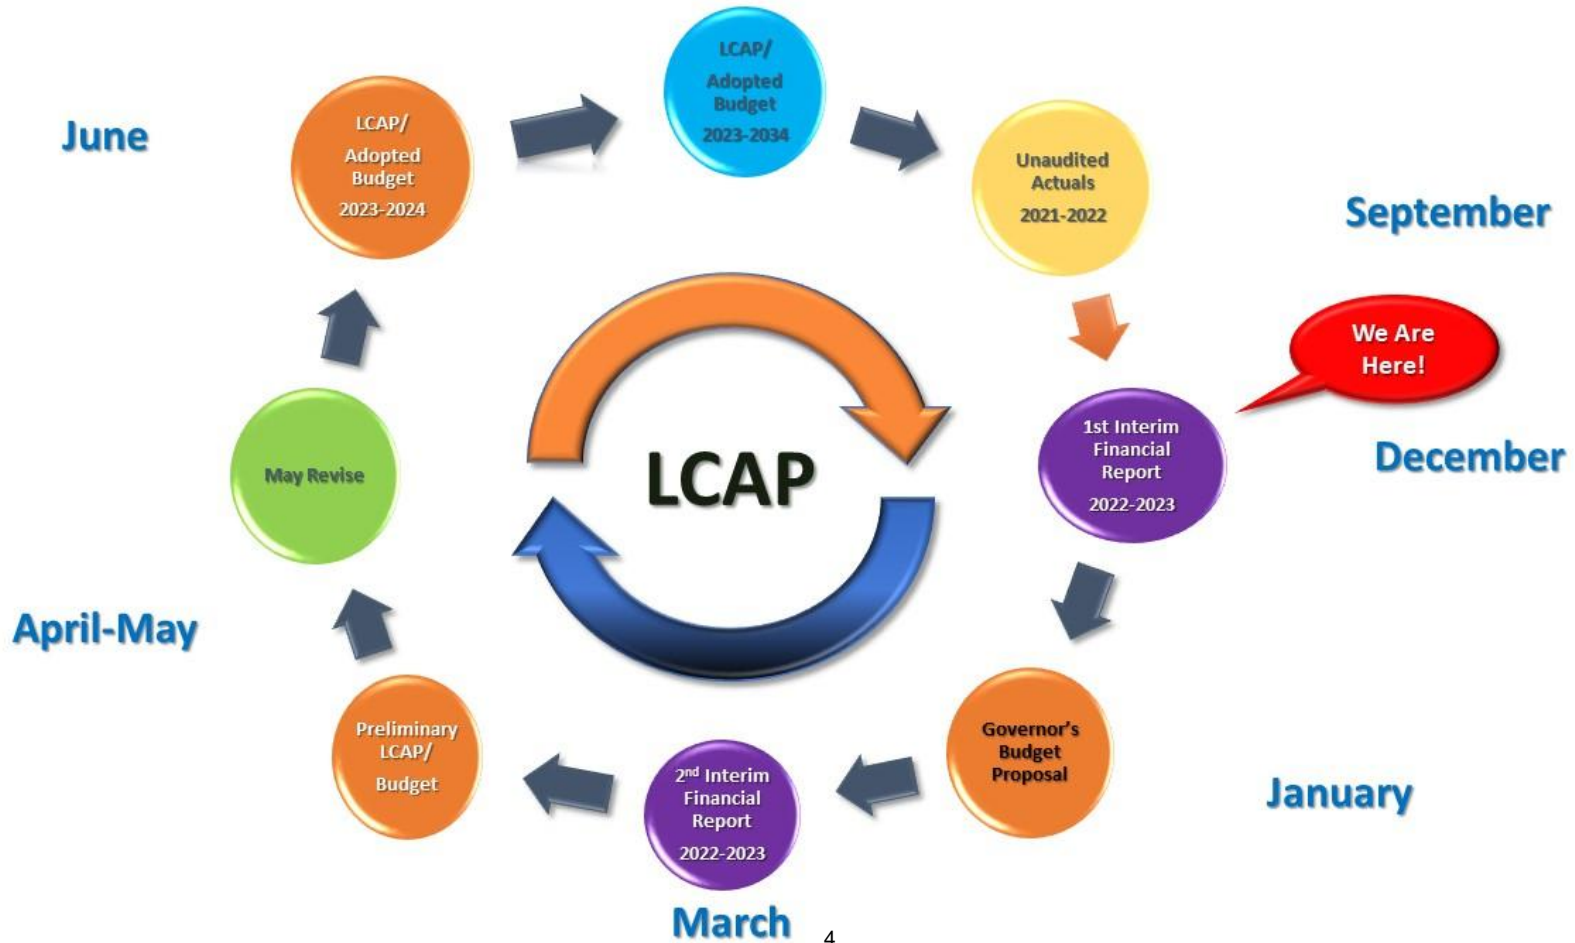 LCAP/
Adopted
Budget
2023-2034
June
LCAP/
Adopted
Budget
2023-2024
Unaudited
Actuals
2021-2022
September
We Are
Here!
1st Interim
Financial
Report
2022-2023
December
LCAP
May Revise
April-May
Preliminary
LCAP/
Budget
2nd Interim
Financial
Report
2022-2023
Governor's
Budget
Proposal
January
March
4